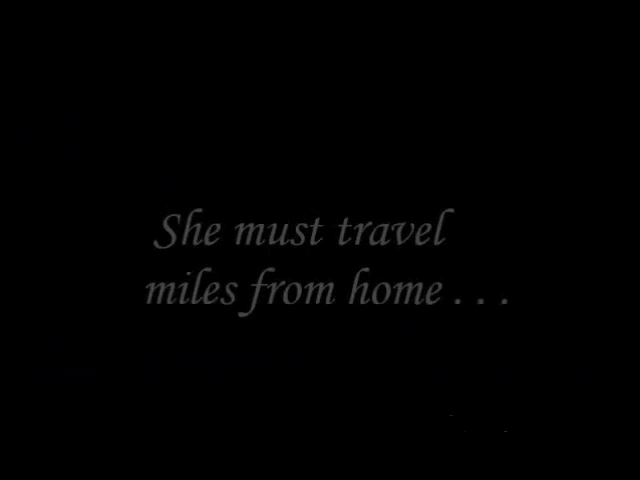 She must travel
miles from home . . .